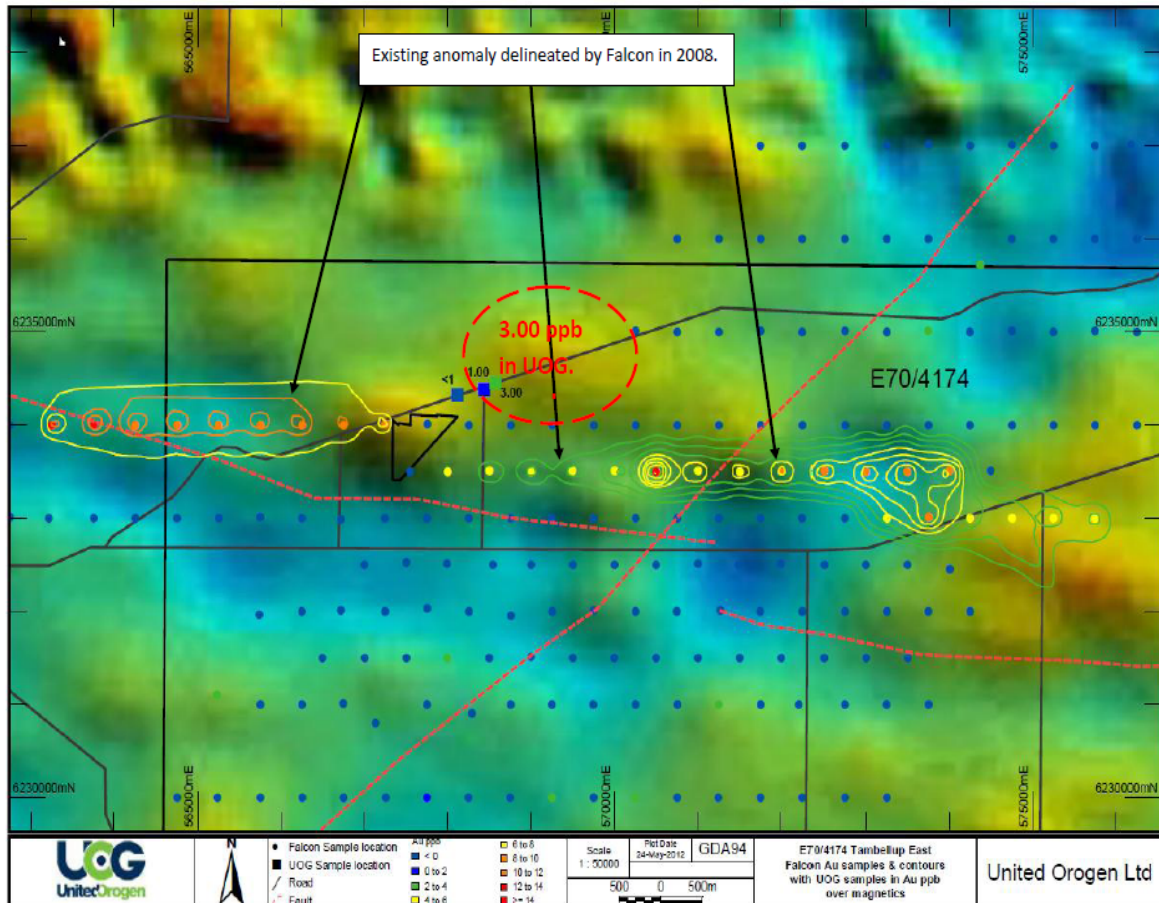 565000mE
575000mE
Existing anomaly delineated by Falcon in 2008.
6235000mN
6235000mN
3.00 ppb
in UOG.
<1
1.00
3.00
E70/4174
6230000mN
6230000mN
565000mE
570000mE
575000mE
UOG
UnitedOrogen
N
Falcon Sample location
UOG Sample location
Road
Fault
Au ppb
< 0
0 to 2
2 to 4
4 to 6
6 to 8
8 to 10
10 to 12
12 to 14
>= 14
Scale
1 : 50000
Plot Date
24-May-2012
GDA94
500 0 500m
E70/4174 Tambellup East
Falcon Au samples & contours
with UOG samples in Au ppb
over magnetics
United Orogen Ltd